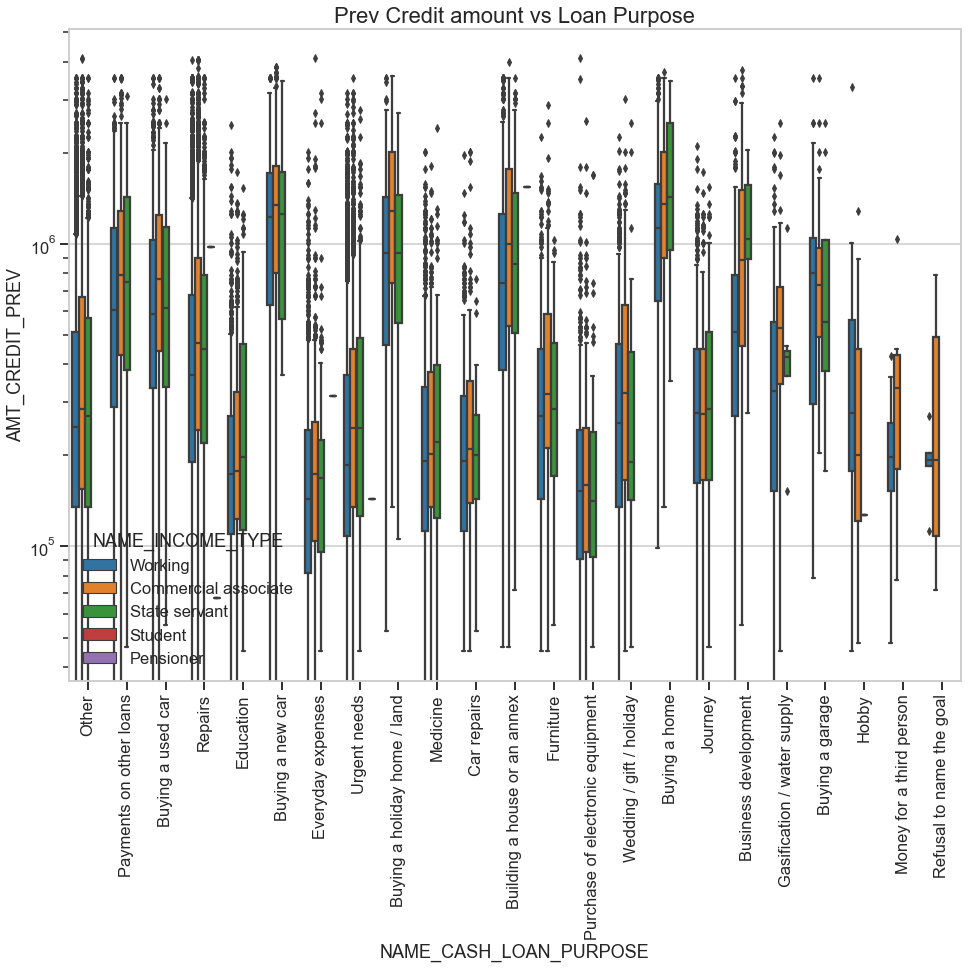 Prev Credit amount vs Loan Purpose
AMT_CREDIT_PREV
10^6
10^5
NAME_INCOME_TYPE
Working
Commercial associate
State servant
Student
Pensioner
Other
Payments on other loans
Buying a used car
Repairs
Education
Buying a new car
Everyday expenses
Urgent needs
Buying a holiday home / land
Medicine
Car repairs
Building a house or an annex
Furniture
Purchase of electronic equipment
Wedding / gift / holiday
Buying a home
Journey
Business development
Gasification / water supply
Buying a garage
Hobby
Money for a third person
Refusal to name the goal
NAME_CASH_LOAN_PURPOSE